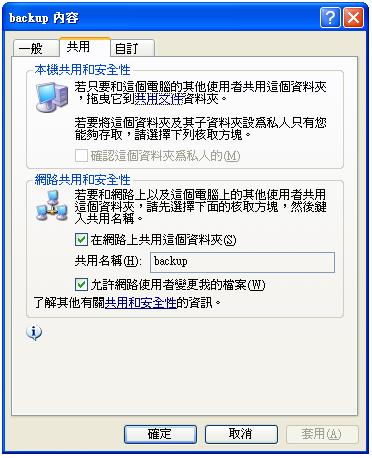 backup 內容
一般 共用 自訂
本機共用和安全性
若只要和這個電腦的其他使用者共用這個資料夾
，拖曳它到共用文件資料夾。
若要將這個資料夾及其子資料夾設為私人只有您
能夠存取，請選擇下列核取方塊。
確認這個資料夾為私人的(M)
網路共用和安全性
若要和網路上以及這個電腦上的其他使用者共用
這個資料夾，請先選擇下面的核取方塊，然後鍵
入共用名稱。
在網路上共用這個資料夾(S)
共用名稱(H): backup
允許網路使用者變更我的檔案(W)
了解其他有關共用和安全性的資訊。
確定 取消 套用(A)